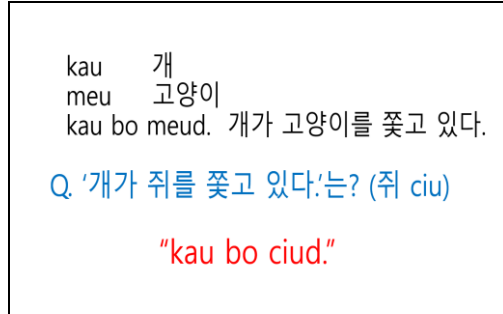 kau 개
meu 고양이
kau bo meud. 개가 고양이를 쫓고 있다.
Q. ‘개가 쥐를 쫓고 있다.’는? (쥐 ciu)
“kau bo ciud.”